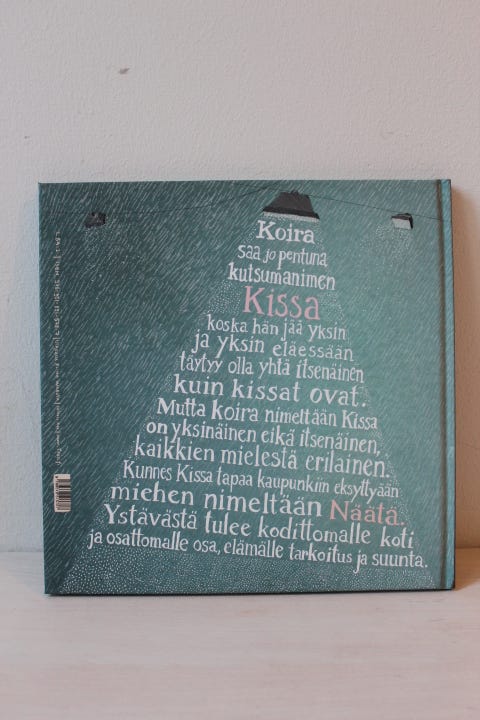 Koira
saa jo pentuna
kutsumanimen
Kissa
koska hän jää yksin
ja yksin eläessään
täytyy olla yhtä itsenäinen
kuin kissat ovat.
Mutta koira nimeltään Kissa
on yksinäinen eikä itsenäinen,
kaikkien mielestä erilainen.
Kunnes Kissa tapaa kaupunkiin eksyttyään
miehen nimeltään Näätä.
Ystävästä tulee kodittomalle koti
ja osattomalle osa, elämälle tarkoitus ja suunta.